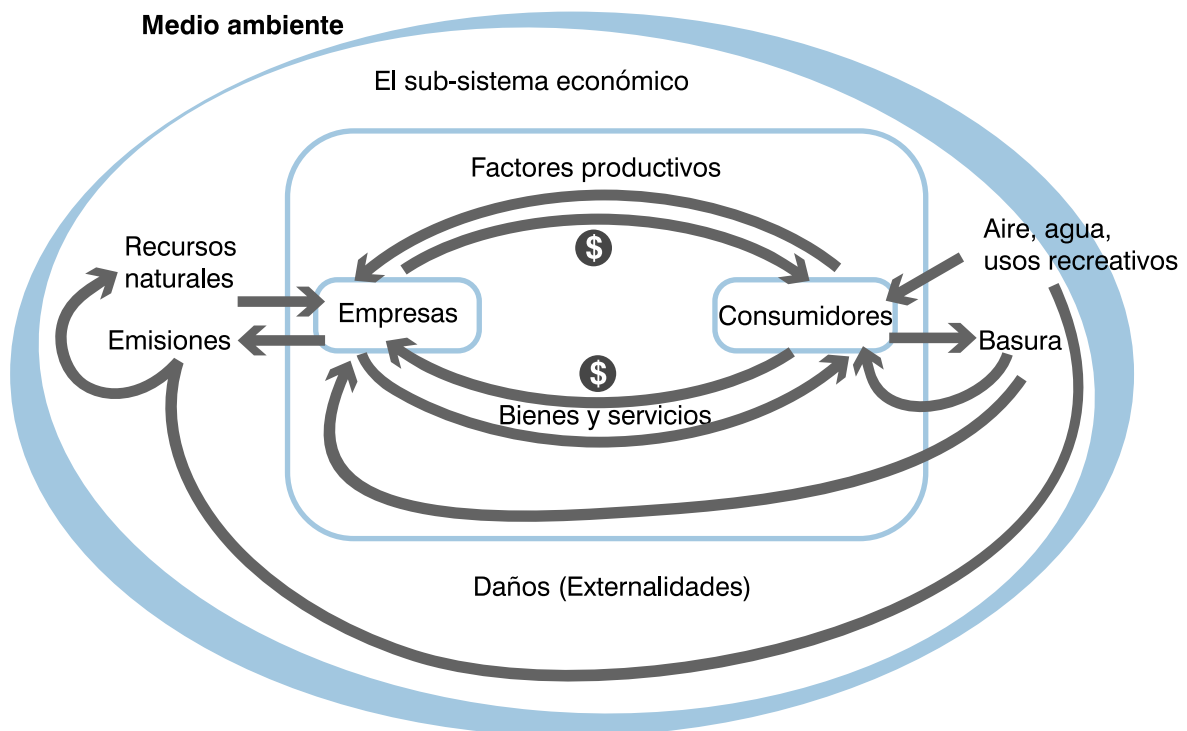 Medio ambiente
El sub-sistema económico
Factores productivos
$
Recursos
naturales
Aire, agua,
usos recreativos
Empresas
Consumidores
Emisiones
Basura
$
Bienes y servicios
Daños (Externalidades)